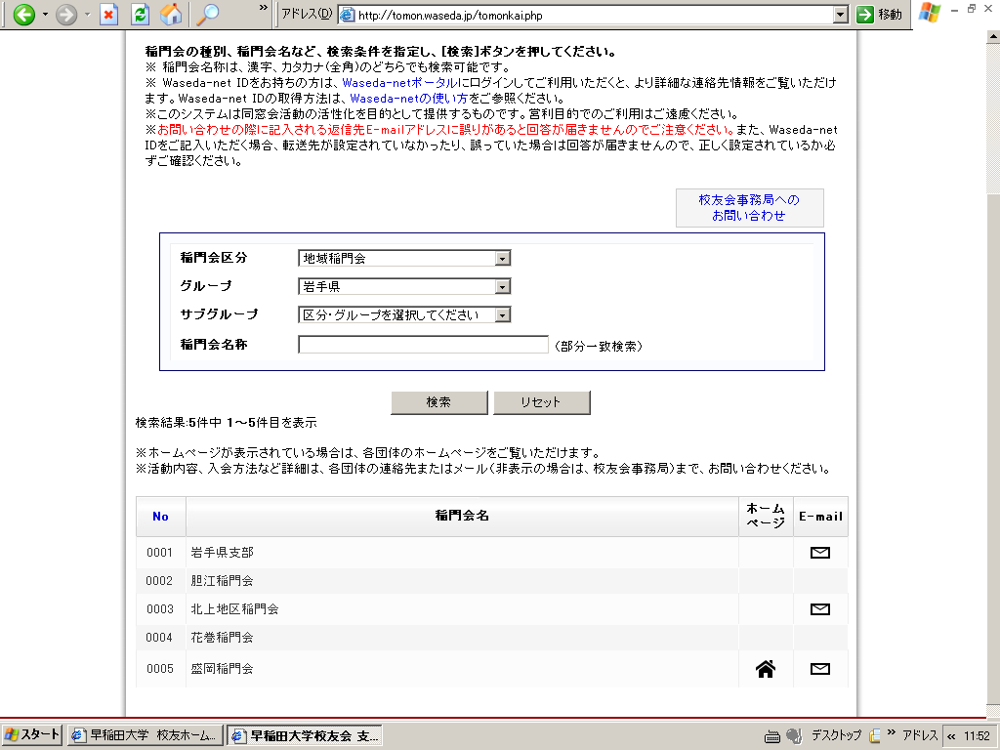 アドレス(D) http://tomon.waseda.jp/tomonkai.php 移動
稲門会の種別、稲門会名など、検索条件を指定し、[検索]ボタンを押してください。
※ 稲門会名称は、漢字、カタカナ(全角)のどちらでも検索可能です。
※ Waseda-net IDをお持ちの方は、Waseda-netポータルにログインしてご利用いただくと、より詳細な連絡先情報をご覧いただけ
ます。Waseda-net IDの取得方法は、Waseda-netの使い方をご参照ください。
※このシステムは同窓会活動の活性化を目的として提供するものです。営利目的でのご利用はご遠慮ください。
※お問い合わせの際に記入される返信先E-mailアドレスに誤りがあると回答が届きませんのでご注意ください。また、Waseda-net
IDをご記入いただく場合、転送先が設定されていなかったり、誤っていた場合は回答が届きませんので、正しく設定されているか必
ずご確認ください。
校友会事務局への
お問い合わせ
稲門会区分 地域稲門会
グループ 岩手県
サブグループ 区分・グループを選択してください
稲門会名称 (部分一致検索)
検索 リセット
検索結果:5件中 1～5件目を表示
※ホームページが表示されている場合は、各団体のホームページをご覧いただけます。
※活動内容、入会方法など詳細は、各団体の連絡先またはメール(非表示の場合は、校友会事務局)まで、お問い合わせください。
No 稲門会名 ホームページ E-mail
0001 岩手県支部
0002 胆江稲門会
0003 北上地区稲門会
0004 花巻稲門会
0005 盛岡稲門会
スタート 早稲田大学 校友ホーム... 早稲田大学校友会 支... デスクトップ アドレス 11:52